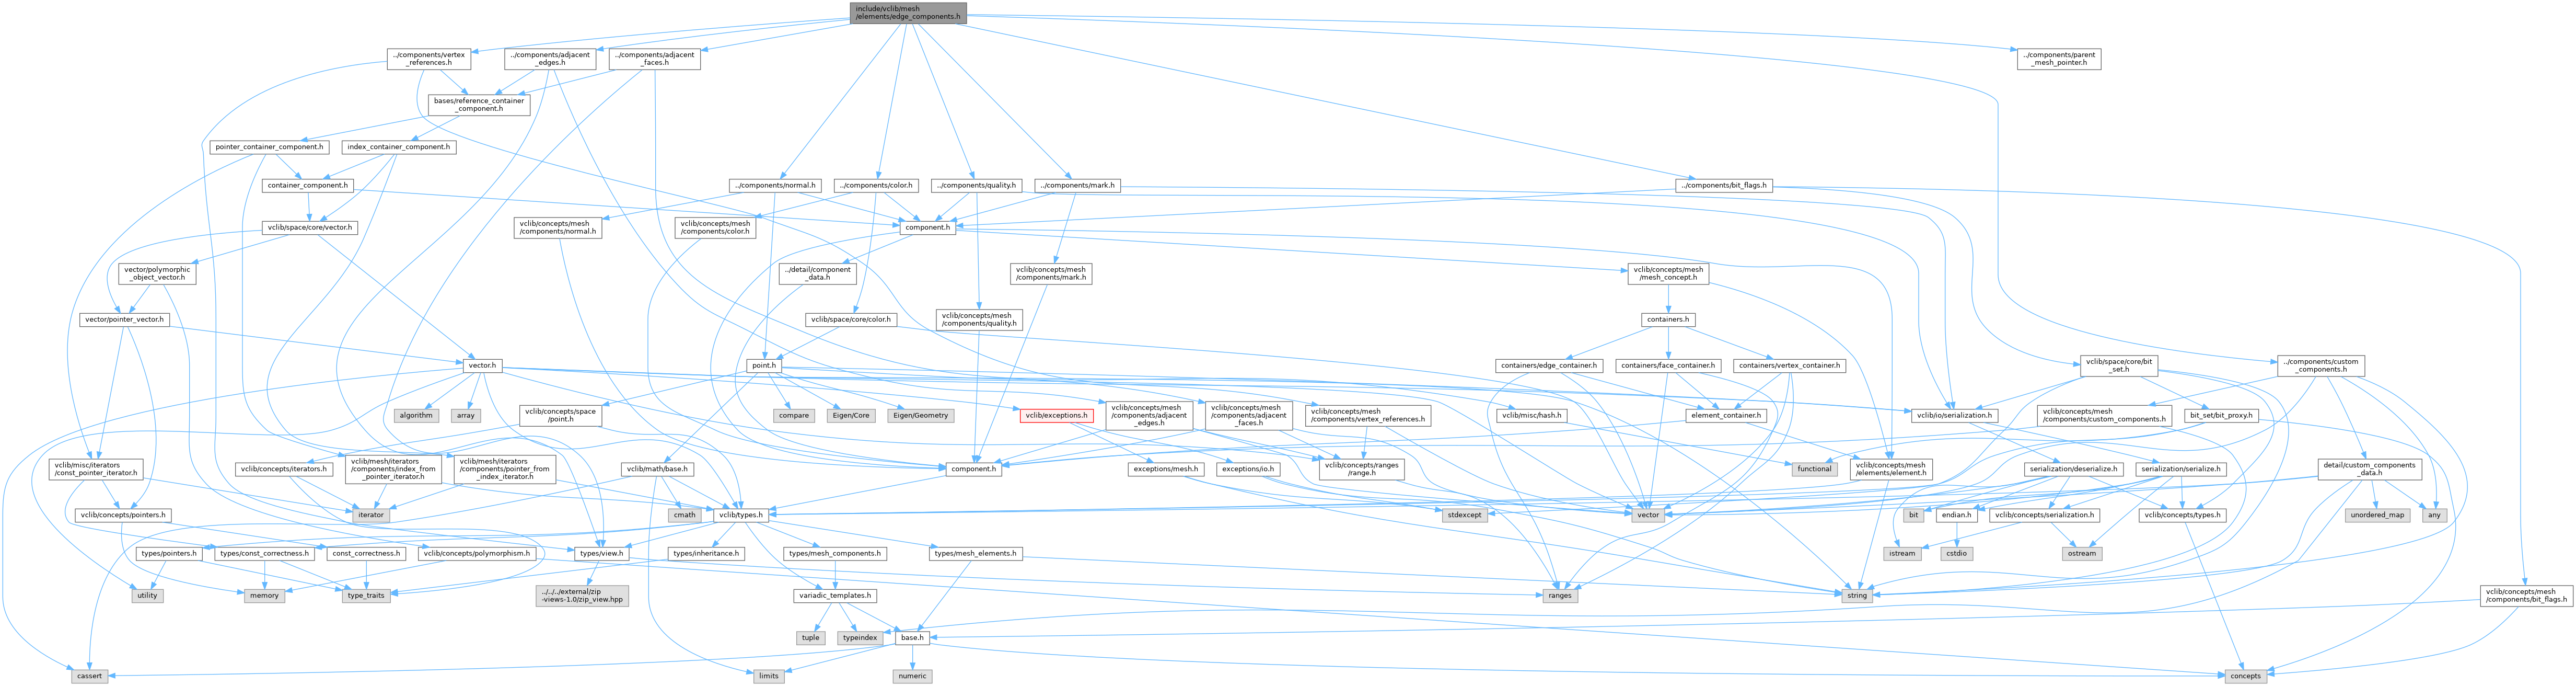 include/vclib/mesh
/elements/edge_components.h
../components/vertex
_references.h
../components/adjacent
_edges.h
../components/adjacent
_faces.h
../components/parent
_mesh_pointer.h
bases/reference_container
_component.h
pointer_container_component.h
index_container_component.h
container_component.h
../components/normal.h
../components/color.h
../components/quality.h
../components/mark.h
../components/bit_flags.h
vclib/space/core/vector.h
vclib/concepts/mesh
/components/normal.h
vclib/concepts/mesh
/components/color.h
component.h
vector/polymorphic
_object_vector.h
../detail/component
_data.h
vclib/concepts/mesh
/components/mark.h
vclib/concepts/mesh
/mesh_concept.h
vector/pointer_vector.h
vclib/space/core/color.h
vclib/concepts/mesh
/components/quality.h
containers.h
vector.h
point.h
containers/edge_container.h
containers/face_container.h
containers/vertex_container.h
vclib/space/core/bit
_set.h
../components/custom
_components.h
algorithm
array
vclib/concepts/space
/point.h
compare
Eigen/Core
Eigen/Geometry
vclib/exceptions.h
vclib/concepts/mesh
/components/adjacent
_edges.h
vclib/concepts/mesh
/components/adjacent
_faces.h
vclib/concepts/mesh
/components/vertex_references.h
vclib/misc/hash.h
element_container.h
vclib/io/serialization.h
vclib/concepts/mesh
/components/custom_components.h
bit_set/bit_proxy.h
vclib/misc/iterators
/const_pointer_iterator.h
vclib/concepts/iterators.h
vclib/mesh/iterators
/components/index_from
_pointer_iterator.h
vclib/mesh/iterators
/components/pointer_from
_index_iterator.h
vclib/math/base.h
component.h
exceptions/mesh.h
exceptions/io.h
vclib/concepts/ranges
/range.h
functional
vclib/concepts/mesh
/elements/element.h
serialization/deserialize.h
serialization/serialize.h
detail/custom_components
_data.h
vclib/concepts/pointers.h
iterator
cmath
vclib/types.h
stdexcept
vector
bit
endian.h
vclib/concepts/serialization.h
vclib/concepts/types.h
unordered_map
any
types/pointers.h
types/const_correctness.h
const_correctness.h
vclib/concepts/polymorphism.h
types/view.h
types/inheritance.h
types/mesh_components.h
types/mesh_elements.h
istream
cstdio
ostream
utility
memory
type_traits
../../../external/zip
-views-1.0/zip_view.hpp
variadic_templates.h
ranges
string
vclib/concepts/mesh
/components/bit_flags.h
tuple
typeindex
base.h
cassert
limits
numeric
concepts